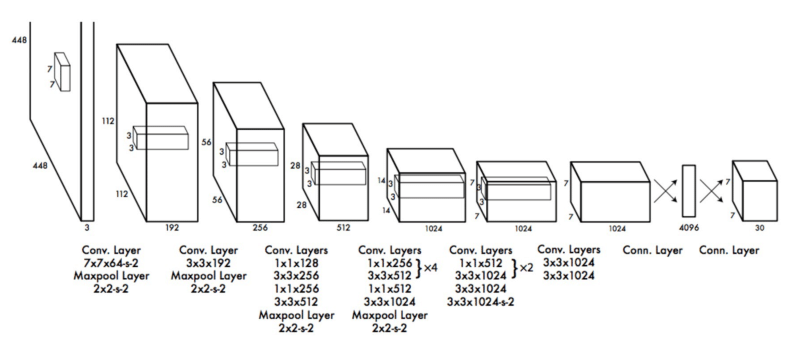 448
7
7
448
3
112
3
3
112
192
56
3
3
56
256
28
3
3
28
512
14
3
3
14
1024
7
3
3
7
1024
7
7
1024
4096
7
7
30
Conv. Layer
7x7x64-s-2
Maxpool Layer
2x2-s-2
Conv. Layer
3x3x192
Maxpool Layer
2x2-s-2
Conv. Layers
1x1x128
3x3x256
1x1x256
3x3x512
Maxpool Layer
2x2-s-2
Conv. Layers
1x1x256
3x3x512
}×4
1x1x512
3x3x1024
Maxpool Layer
2x2-s-2
Conv. Layers
1x1x512
3x3x1024
}×2
3x3x1024
3x3x1024-s-2
Conv. Layers
3x3x1024
3x3x1024
Conn. Layer
Conn. Layer